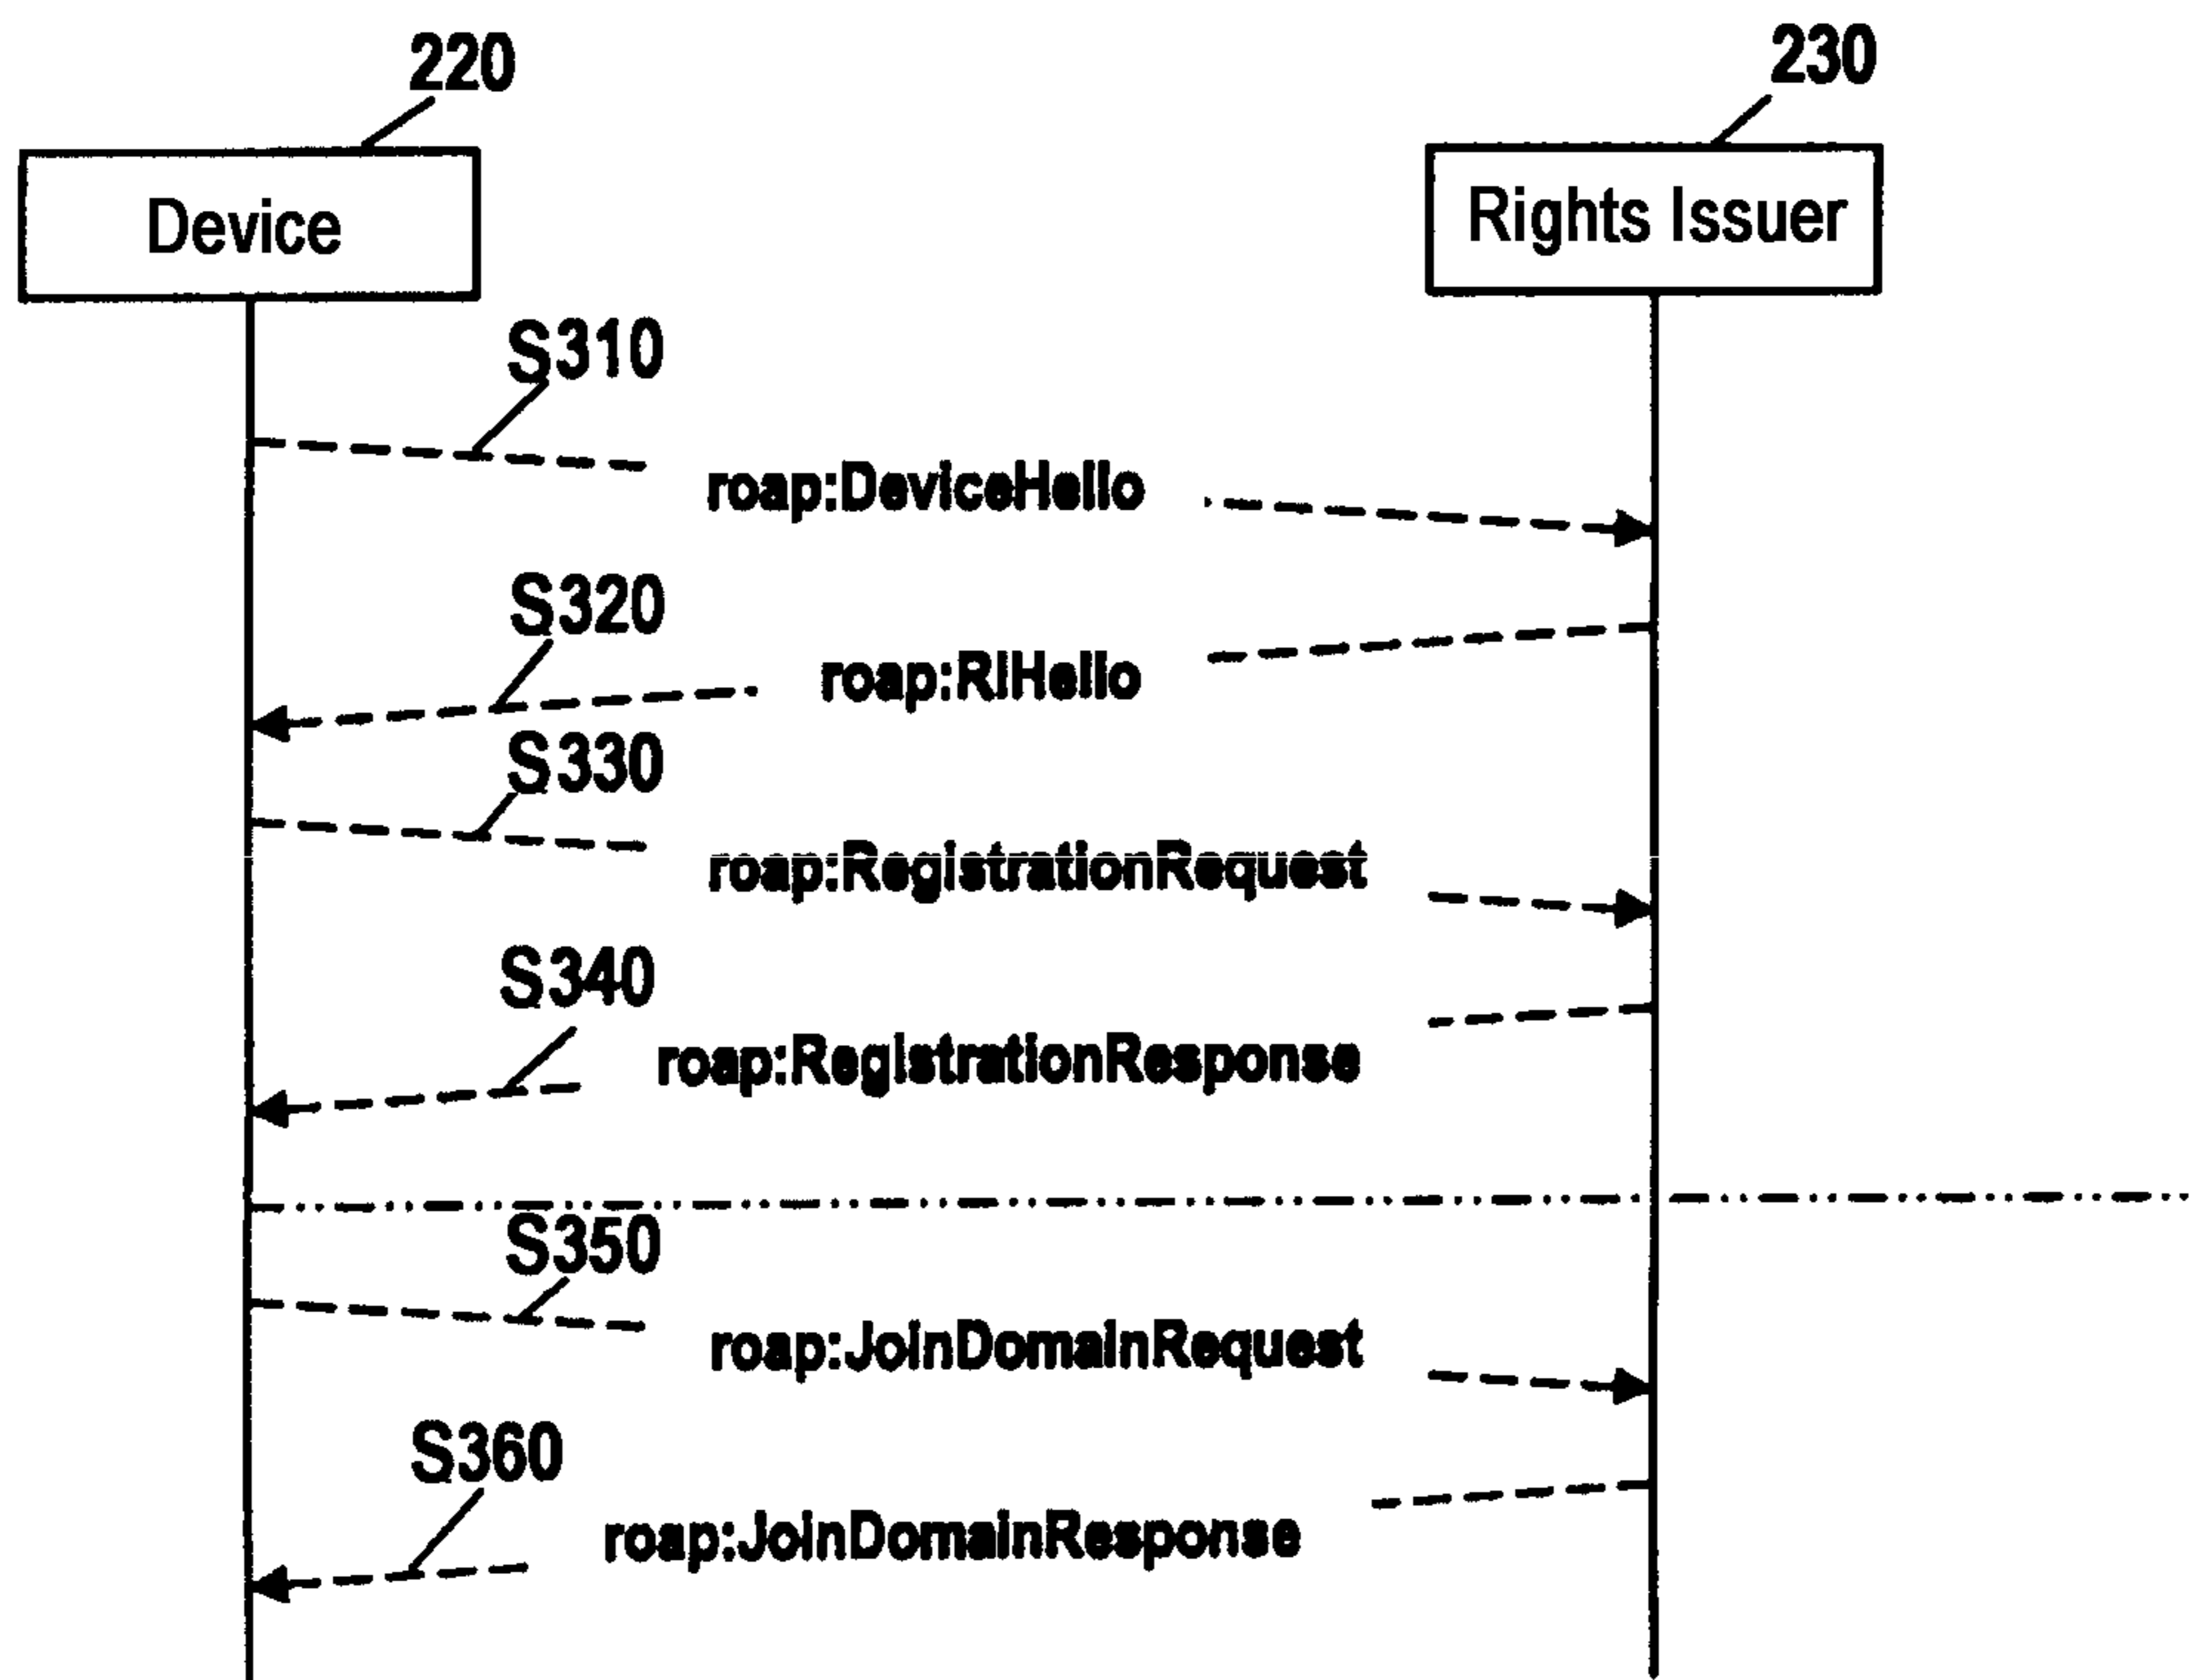 220
230
Device
Rights Issuer
S310
roap:DeviceHello
S320
roap:RIHello
S330
roap:RegistrationRequest
S340
roap:RegistrationResponse
S350
roap:JoinDomainRequest
S360
roap:JoinDomainResponse